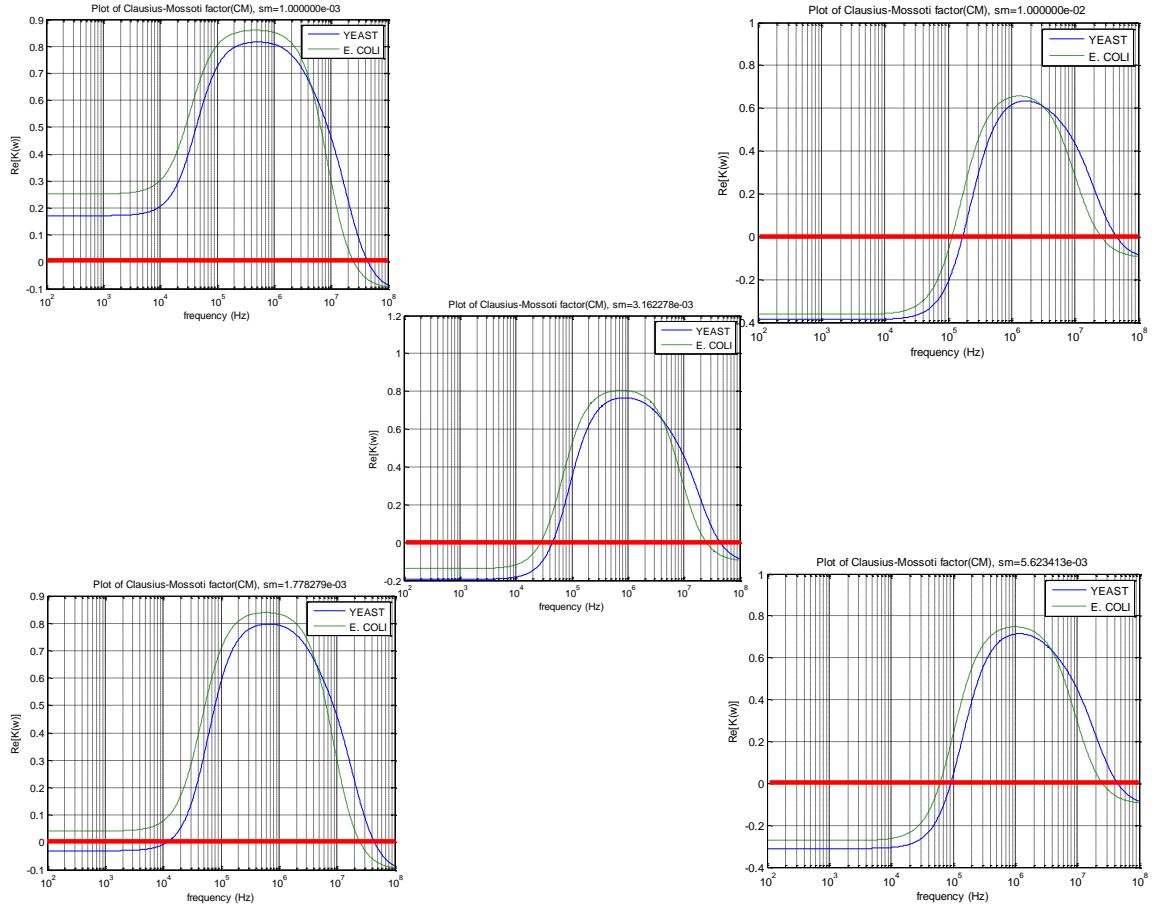 Plot of Clausius-Mossoti factor(CM), sm=1.000000e-03
0.9
0.8
0.7
0.6
0.5
0.4
0.3
0.2
0.1
0
-0.1
Re[K(w)]
YEAST
E. COLI
10^2 10^3 10^4 10^5 10^6 10^7 10^8
frequency (Hz)
Plot of Clausius-Mossoti factor(CM), sm=1.000000e-02
1
0.8
0.6
0.4
0.2
0
-0.2
-0.4
Re[K(w)]
YEAST
E. COLI
10^2 10^3 10^4 10^5 10^6 10^7 10^8
frequency (Hz)
Plot of Clausius-Mossoti factor(CM), sm=3.162278e-03
1.2
1
0.8
0.6
0.4
0.2
0
-0.2
Re[K(w)]
YEAST
E. COLI
10^2 10^3 10^4 10^5 10^6 10^7 10^8
frequency (Hz)
Plot of Clausius-Mossoti factor(CM), sm=1.778279e-03
0.9
0.8
0.7
0.6
0.5
0.4
0.3
0.2
0.1
0
-0.1
Re[K(w)]
YEAST
E. COLI
10^2 10^3 10^4 10^5 10^6 10^7 10^8
frequency (Hz)
Plot of Clausius-Mossoti factor(CM), sm=5.623413e-03
1
0.8
0.6
0.4
0.2
0
-0.2
-0.4
Re[K(w)]
YEAST
E. COLI
10^2 10^3 10^4 10^5 10^6 10^7 10^8
frequency (Hz)